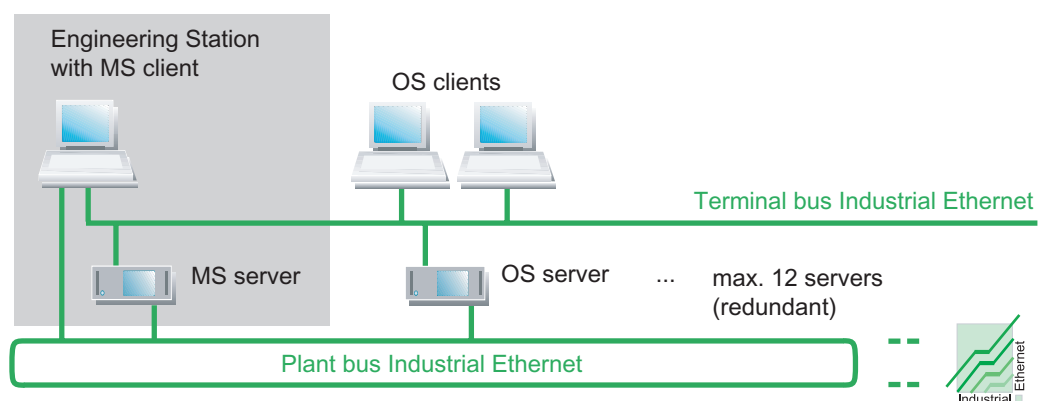 Engineering Station
with MS client
OS clients
Terminal bus Industrial Ethernet
MS server
OS server
...
max. 12 servers
(redundant)
Plant bus Industrial Ethernet
Ethernet
Industrial